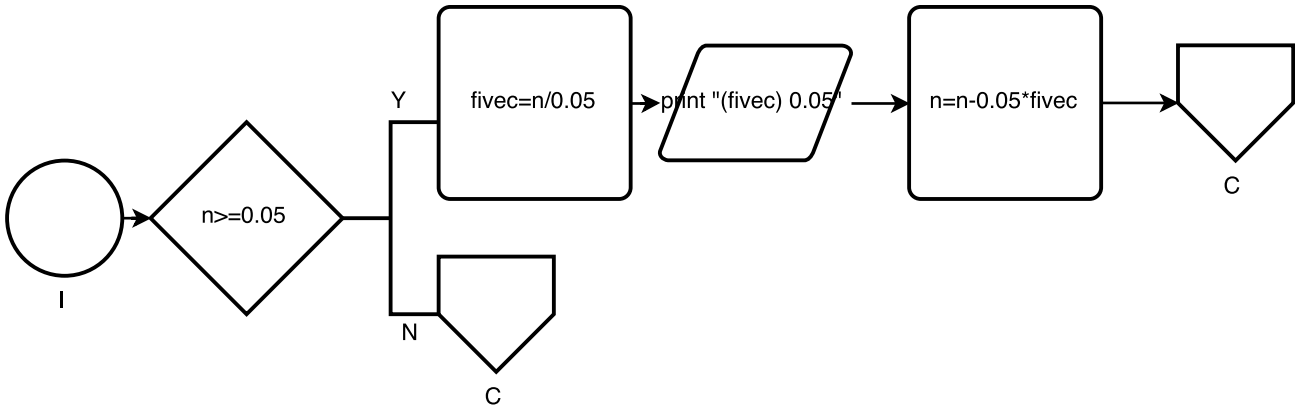 I
n>=0.05
Y
fivec=n/0.05
print "(fivec) 0.05"
n=n-0.05*fivec
C
N
C